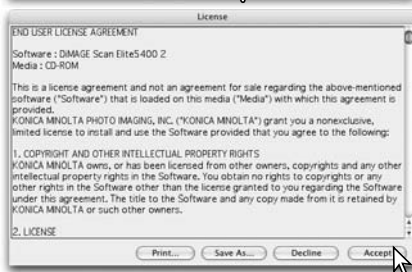 License
END USER LICENSE AGREEMENT
Software : DiMAGE Scan Elite5400 2
Media : CD-ROM
This is a license agreement and not an agreement for sale regarding the above-mentioned
software ("Software") that is loaded on this media ("Media") with which this agreement is
provided.
KONICA MINOLTA PHOTO IMAGING, INC. ("KONICA MINOLTA") grant you a nonexclusive,
limited license to install and use the Software provided that you agree to the following:
1. COPYRIGHT AND OTHER INTELLECTUAL PROPERTY RIGHTS
KONICA MINOLTA owns, or has been licensed from other owners, copyrights and any other
intellectual property rights in the Software. You obtain no rights to copyrights or any
other rights in the Software other than the license granted to you regarding the Software
under this agreement. The title to the Software and any copy made from it is retained by
KONICA MINOLTA or such other owners.
2. LICENSE
Print... Save As... Decline Accept